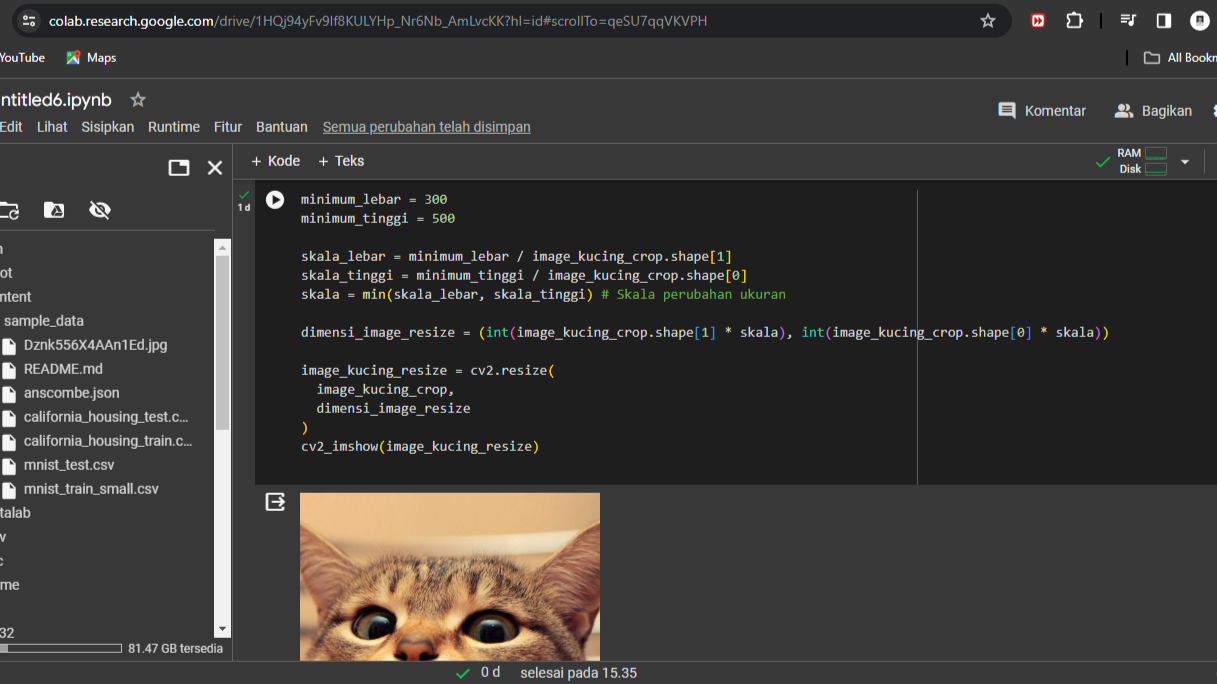 colab.research.google.com/drive/1HQj94yFv9If8KULYHp_Nr6Nb_AmLvcKK?hl=id#scrollTo=qeSU7qqVKVPH
YouTube Maps All Bookm
ntitled6.ipynb
Komentar Bagikan
Edit Lihat Sisipkan Runtime Fitur Bantuan Semua perubahan telah disimpan
+ Kode + Teks
RAM
Disk
1 d
minimum_lebar = 300
minimum_tinggi = 500
skala_lebar = minimum_lebar / image_kucing_crop.shape[1]
skala_tinggi = minimum_tinggi / image_kucing_crop.shape[0]
skala = min(skala_lebar, skala_tinggi) # Skala perubahan ukuran
dimensi_image_resize = (int(image_kucing_crop.shape[1] * skala), int(image_kucing_crop.shape[0] * skala))
image_kucing_resize = cv2.resize(
image_kucing_crop,
dimensi_image_resize
)
cv2_imshow(image_kucing_resize)
n
ot
ntent
sample_data
Dznk556X4AAn1Ed.jpg
README.md
anscombe.json
california_housing_test.c...
california_housing_train.c...
mnist_test.csv
mnist_train_small.csv
talab
v
c
me
32
81.47 GB tersedia
0 d selesai pada 15.35